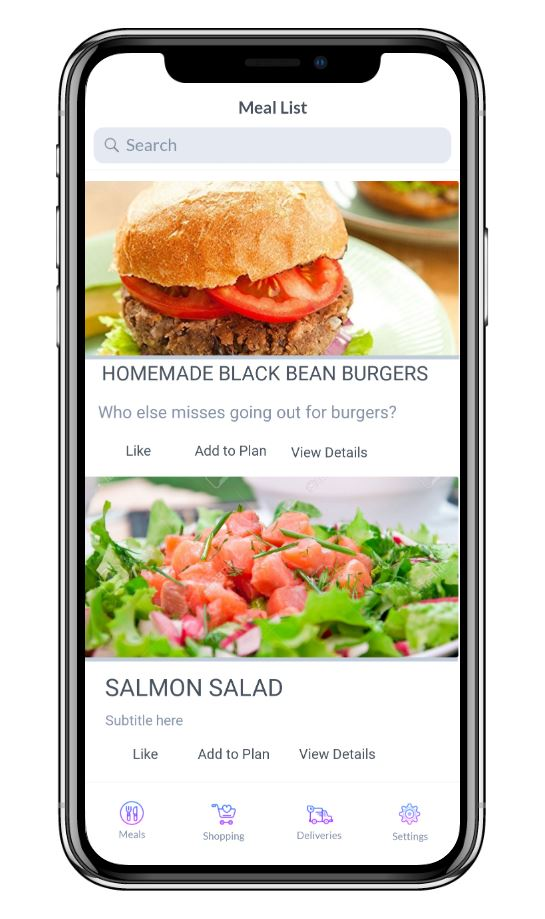 Meal List
Search
HOMEMADE BLACK BEAN BURGERS
Who else misses going out for burgers?
Like Add to Plan View Details
SALMON SALAD
Subtitle here
Like Add to Plan View Details
Meals Shopping Deliveries Settings